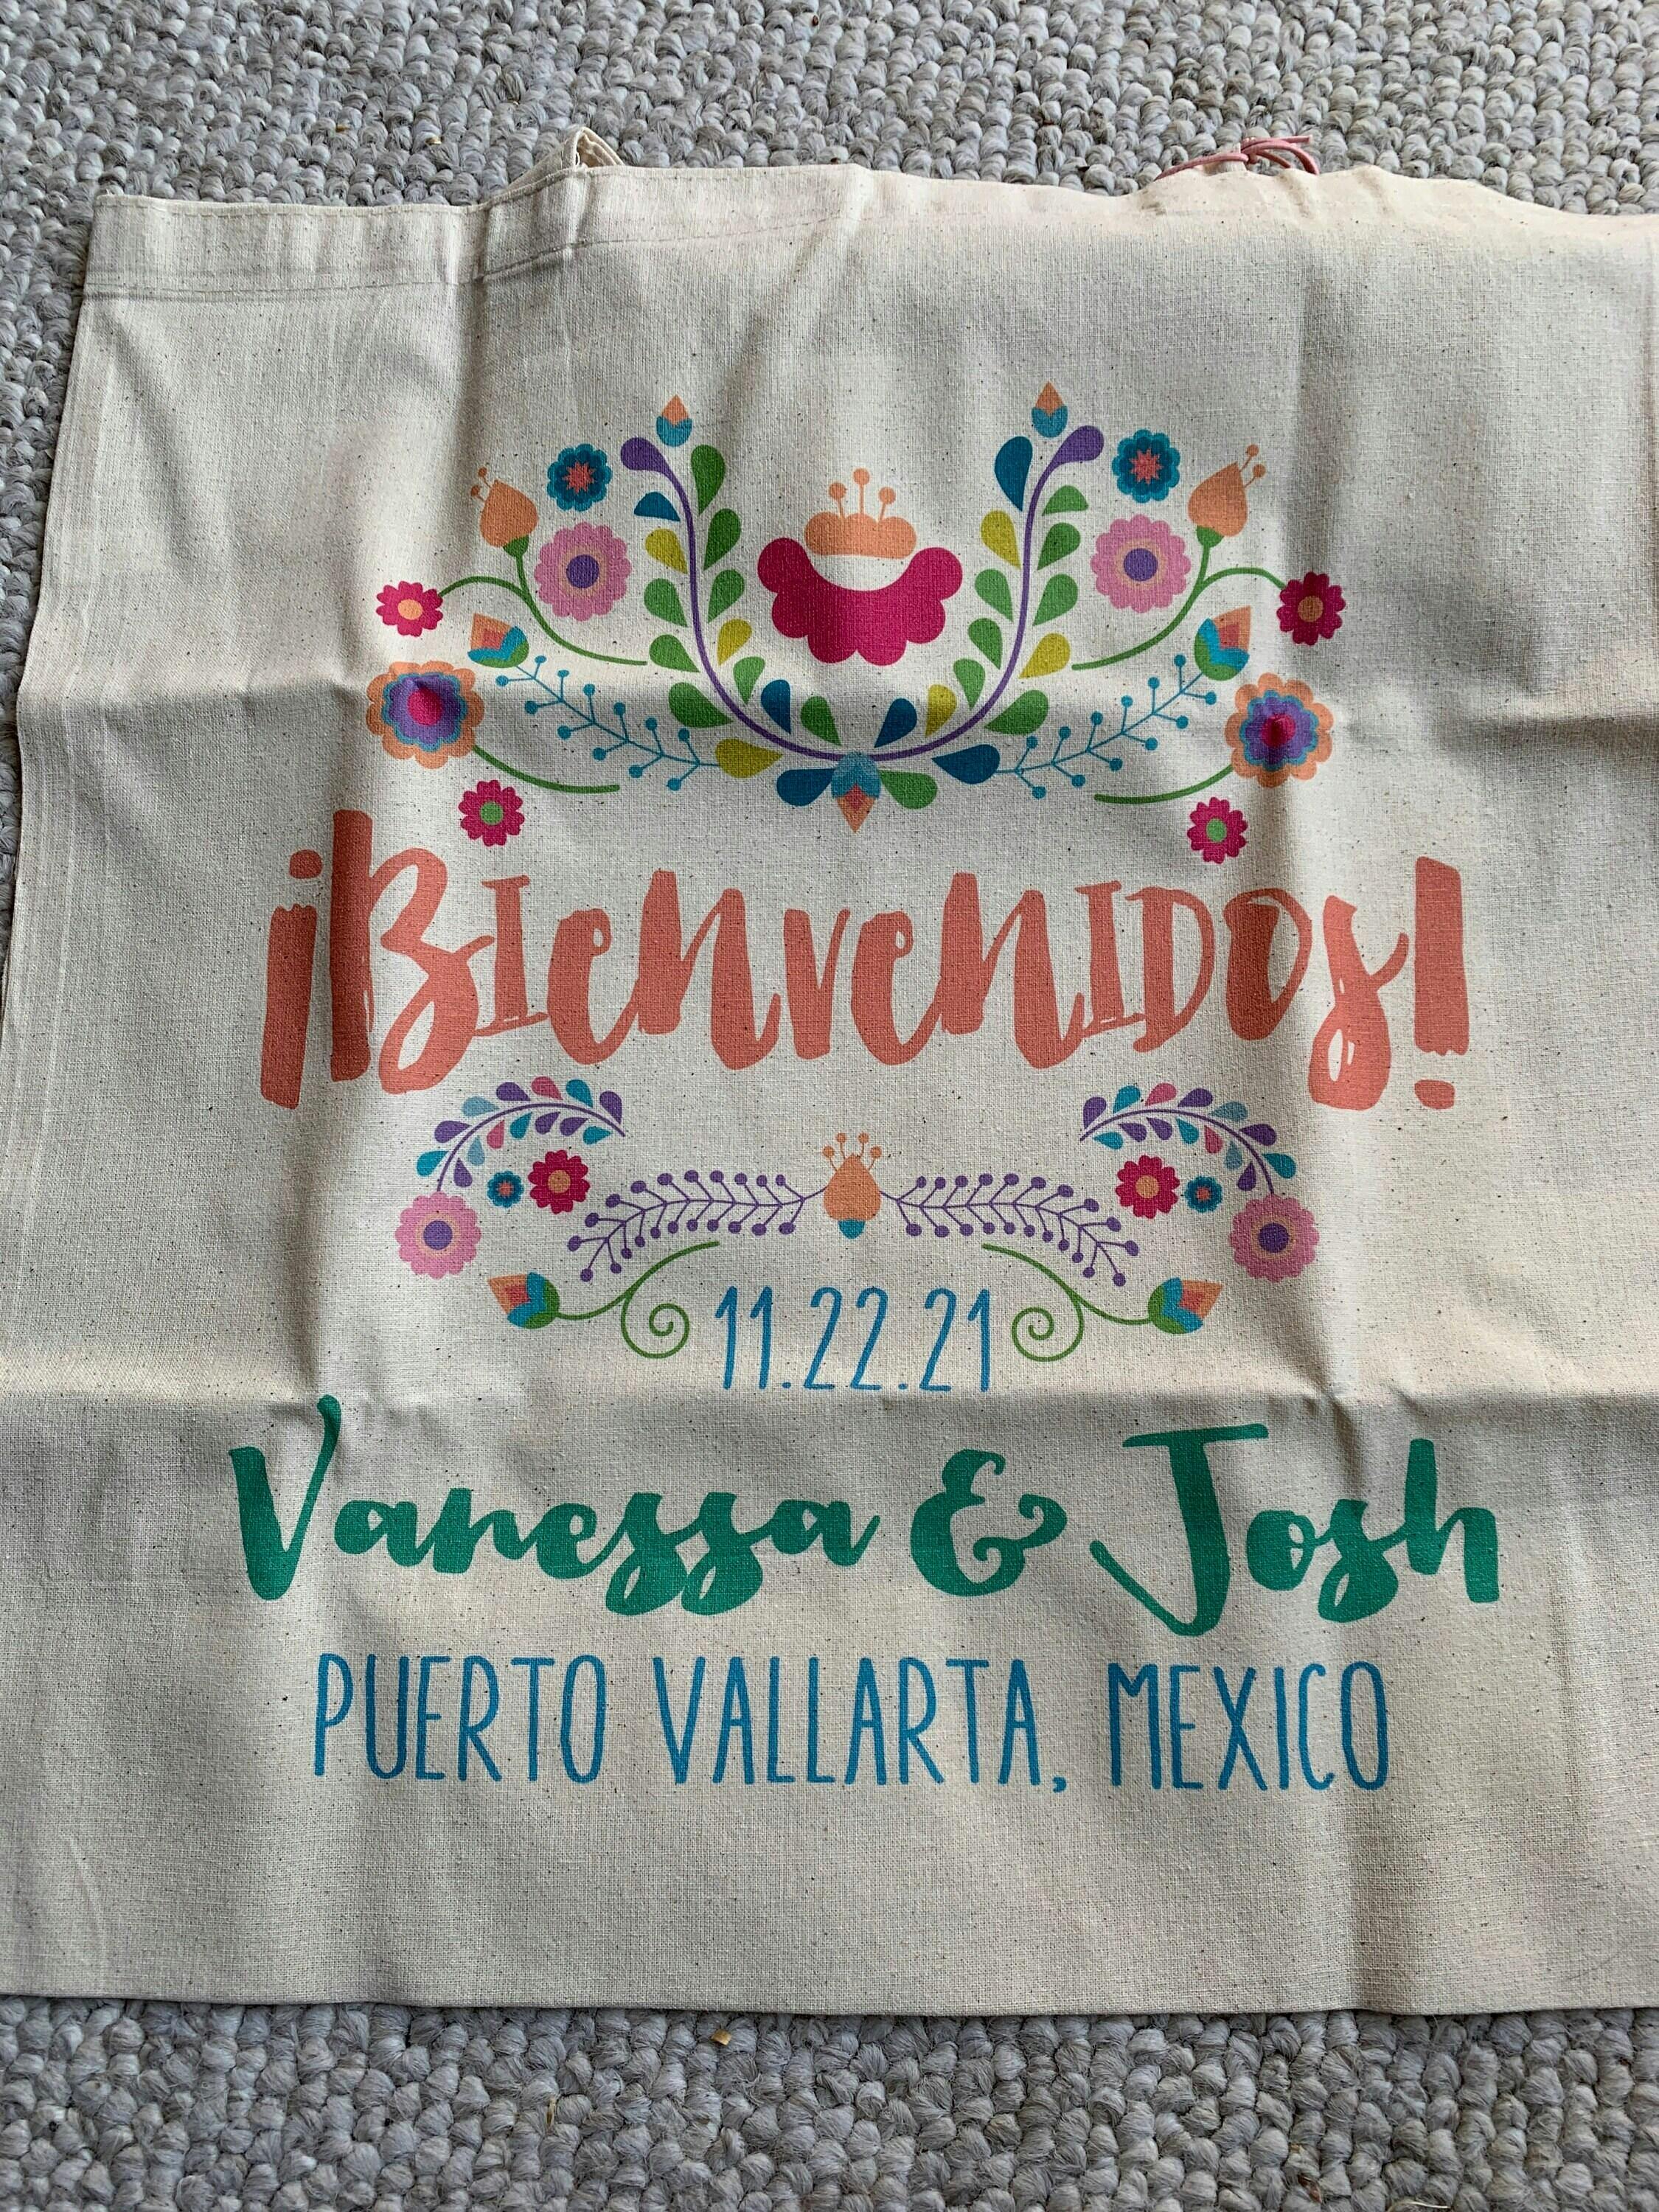 ¡Bienvenidos!
11.22.21
Vanessa & Josh
PUERTO VALLARTA, MEXICO